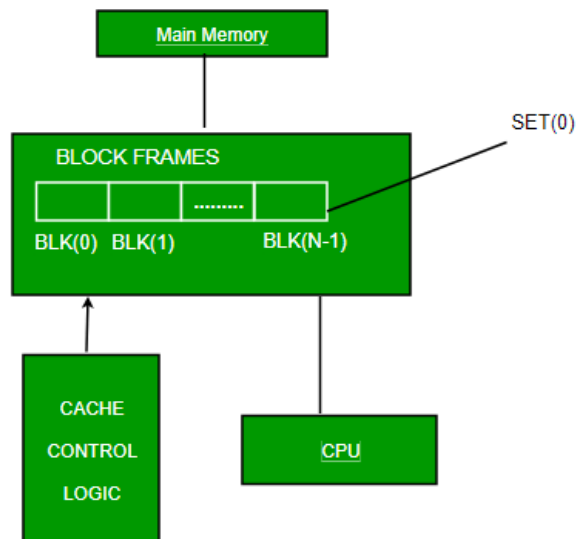 Main Memory
SET(0)
BLOCK FRAMES
.........
BLK(0) BLK(1) BLK(N-1)
CACHE
CONTROL
LOGIC
CPU